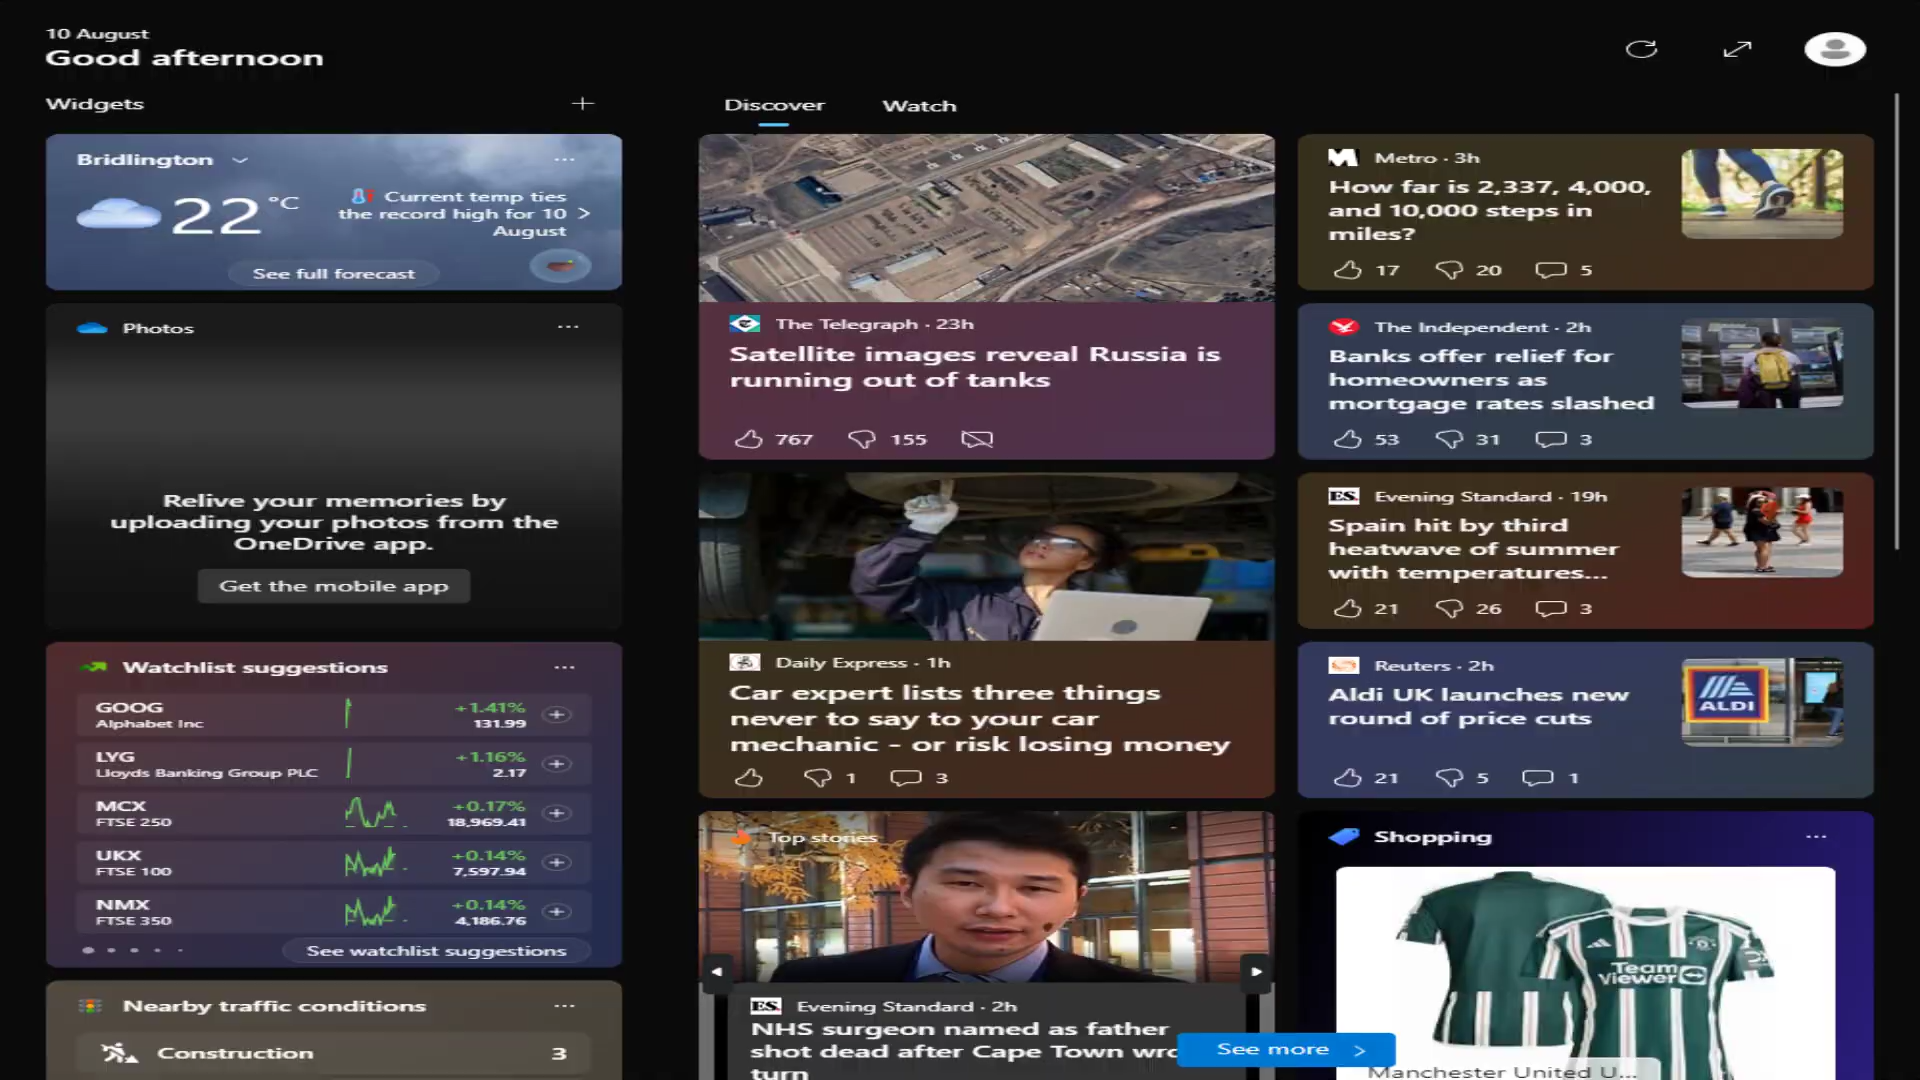 10 August
Good afternoon
Widgets
Bridlington
22 °C
Current temp ties
the record high for 10
August
See full forecast
Photos
Relive your memories by
uploading your photos from the
OneDrive app.
Get the mobile app
Watchlist suggestions
GOOG
Alphabet Inc
+1.41%
131.99
LYG
Lloyds Banking Group PLC
+1.16%
2.17
MCX
FTSE 250
+0.17%
18,969.41
UKX
FTSE 100
+0.14%
7,597.94
NMX
FTSE 350
+0.14%
4,186.76
See watchlist suggestions
Nearby traffic conditions
Construction 3
Discover Watch
The Telegraph · 23h
Satellite images reveal Russia is
running out of tanks
767 155
Daily Express · 1h
Car expert lists three things
never to say to your car
mechanic - or risk losing money
1 3
Top stories
ES Evening Standard · 2h
NHS surgeon named as father
shot dead after Cape Town wro
turn
See more
Metro · 3h
How far is 2,337, 4,000,
and 10,000 steps in
miles?
17 20 5
The Independent · 2h
Banks offer relief for
homeowners as
mortgage rates slashed
53 31 3
ES Evening Standard · 19h
Spain hit by third
heatwave of summer
with temperatures...
21 26 3
Reuters · 2h
Aldi UK launches new
round of price cuts
ALDI
21 5 1
Shopping
Team
Viewer
Manchester United U...